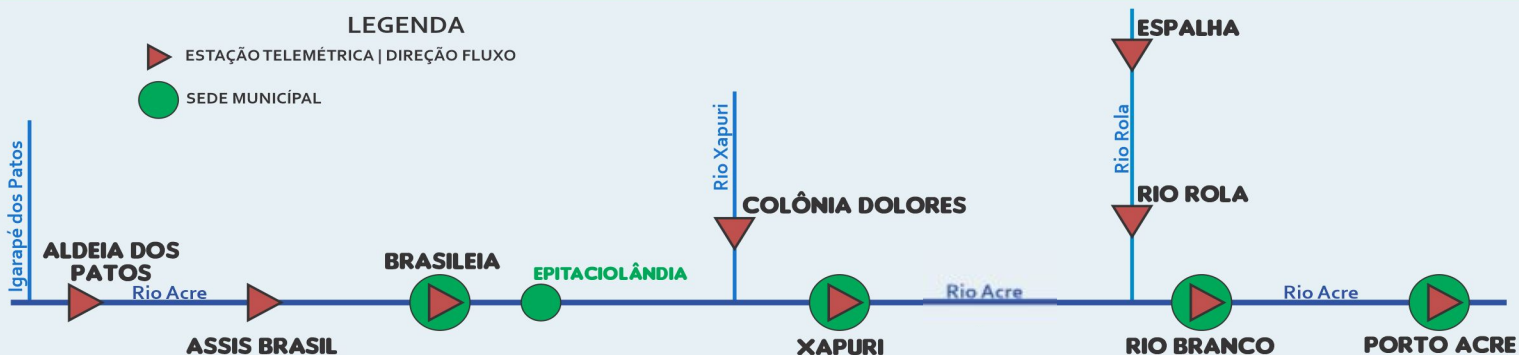 LEGENDA
ESTAÇÃO TELEMÉTRICA | DIREÇÃO FLUXO
SEDE MUNICÍPAL
Igarapé dos Patos
ALDEIA DOS
PATOS
Rio Acre
ASSIS BRASIL
BRASILEIA
EPITACIOLÂNDIA
Rio Xapuri
COLÔNIA DOLORES
XAPURI
Rio Acre
ESPALHA
Rio Rola
RIO ROLA
RIO BRANCO
Rio Acre
PORTO ACRE